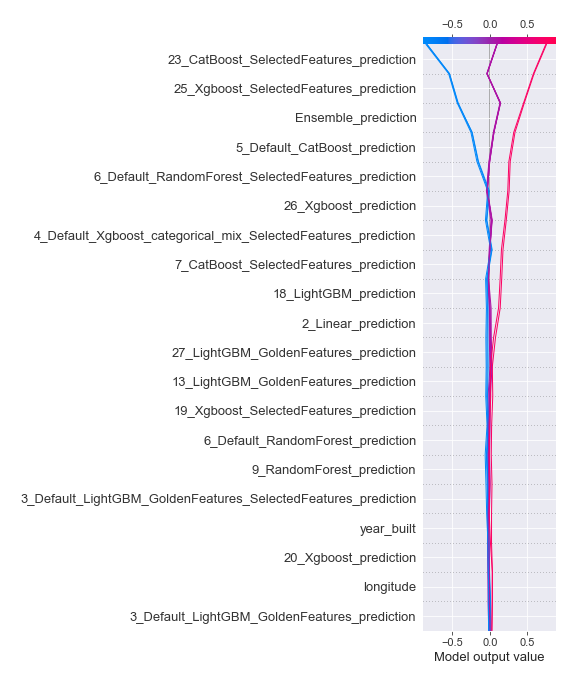 −0.5 0.0 0.5
23_CatBoost_SelectedFeatures_prediction
25_Xgboost_SelectedFeatures_prediction
Ensemble_prediction
5_Default_CatBoost_prediction
6_Default_RandomForest_SelectedFeatures_prediction
26_Xgboost_prediction
4_Default_Xgboost_categorical_mix_SelectedFeatures_prediction
7_CatBoost_SelectedFeatures_prediction
18_LightGBM_prediction
2_Linear_prediction
27_LightGBM_GoldenFeatures_prediction
13_LightGBM_GoldenFeatures_prediction
19_Xgboost_SelectedFeatures_prediction
6_Default_RandomForest_prediction
9_RandomForest_prediction
3_Default_LightGBM_GoldenFeatures_SelectedFeatures_prediction
year_built
20_Xgboost_prediction
longitude
3_Default_LightGBM_GoldenFeatures_prediction
−0.5 0.0 0.5
Model output value